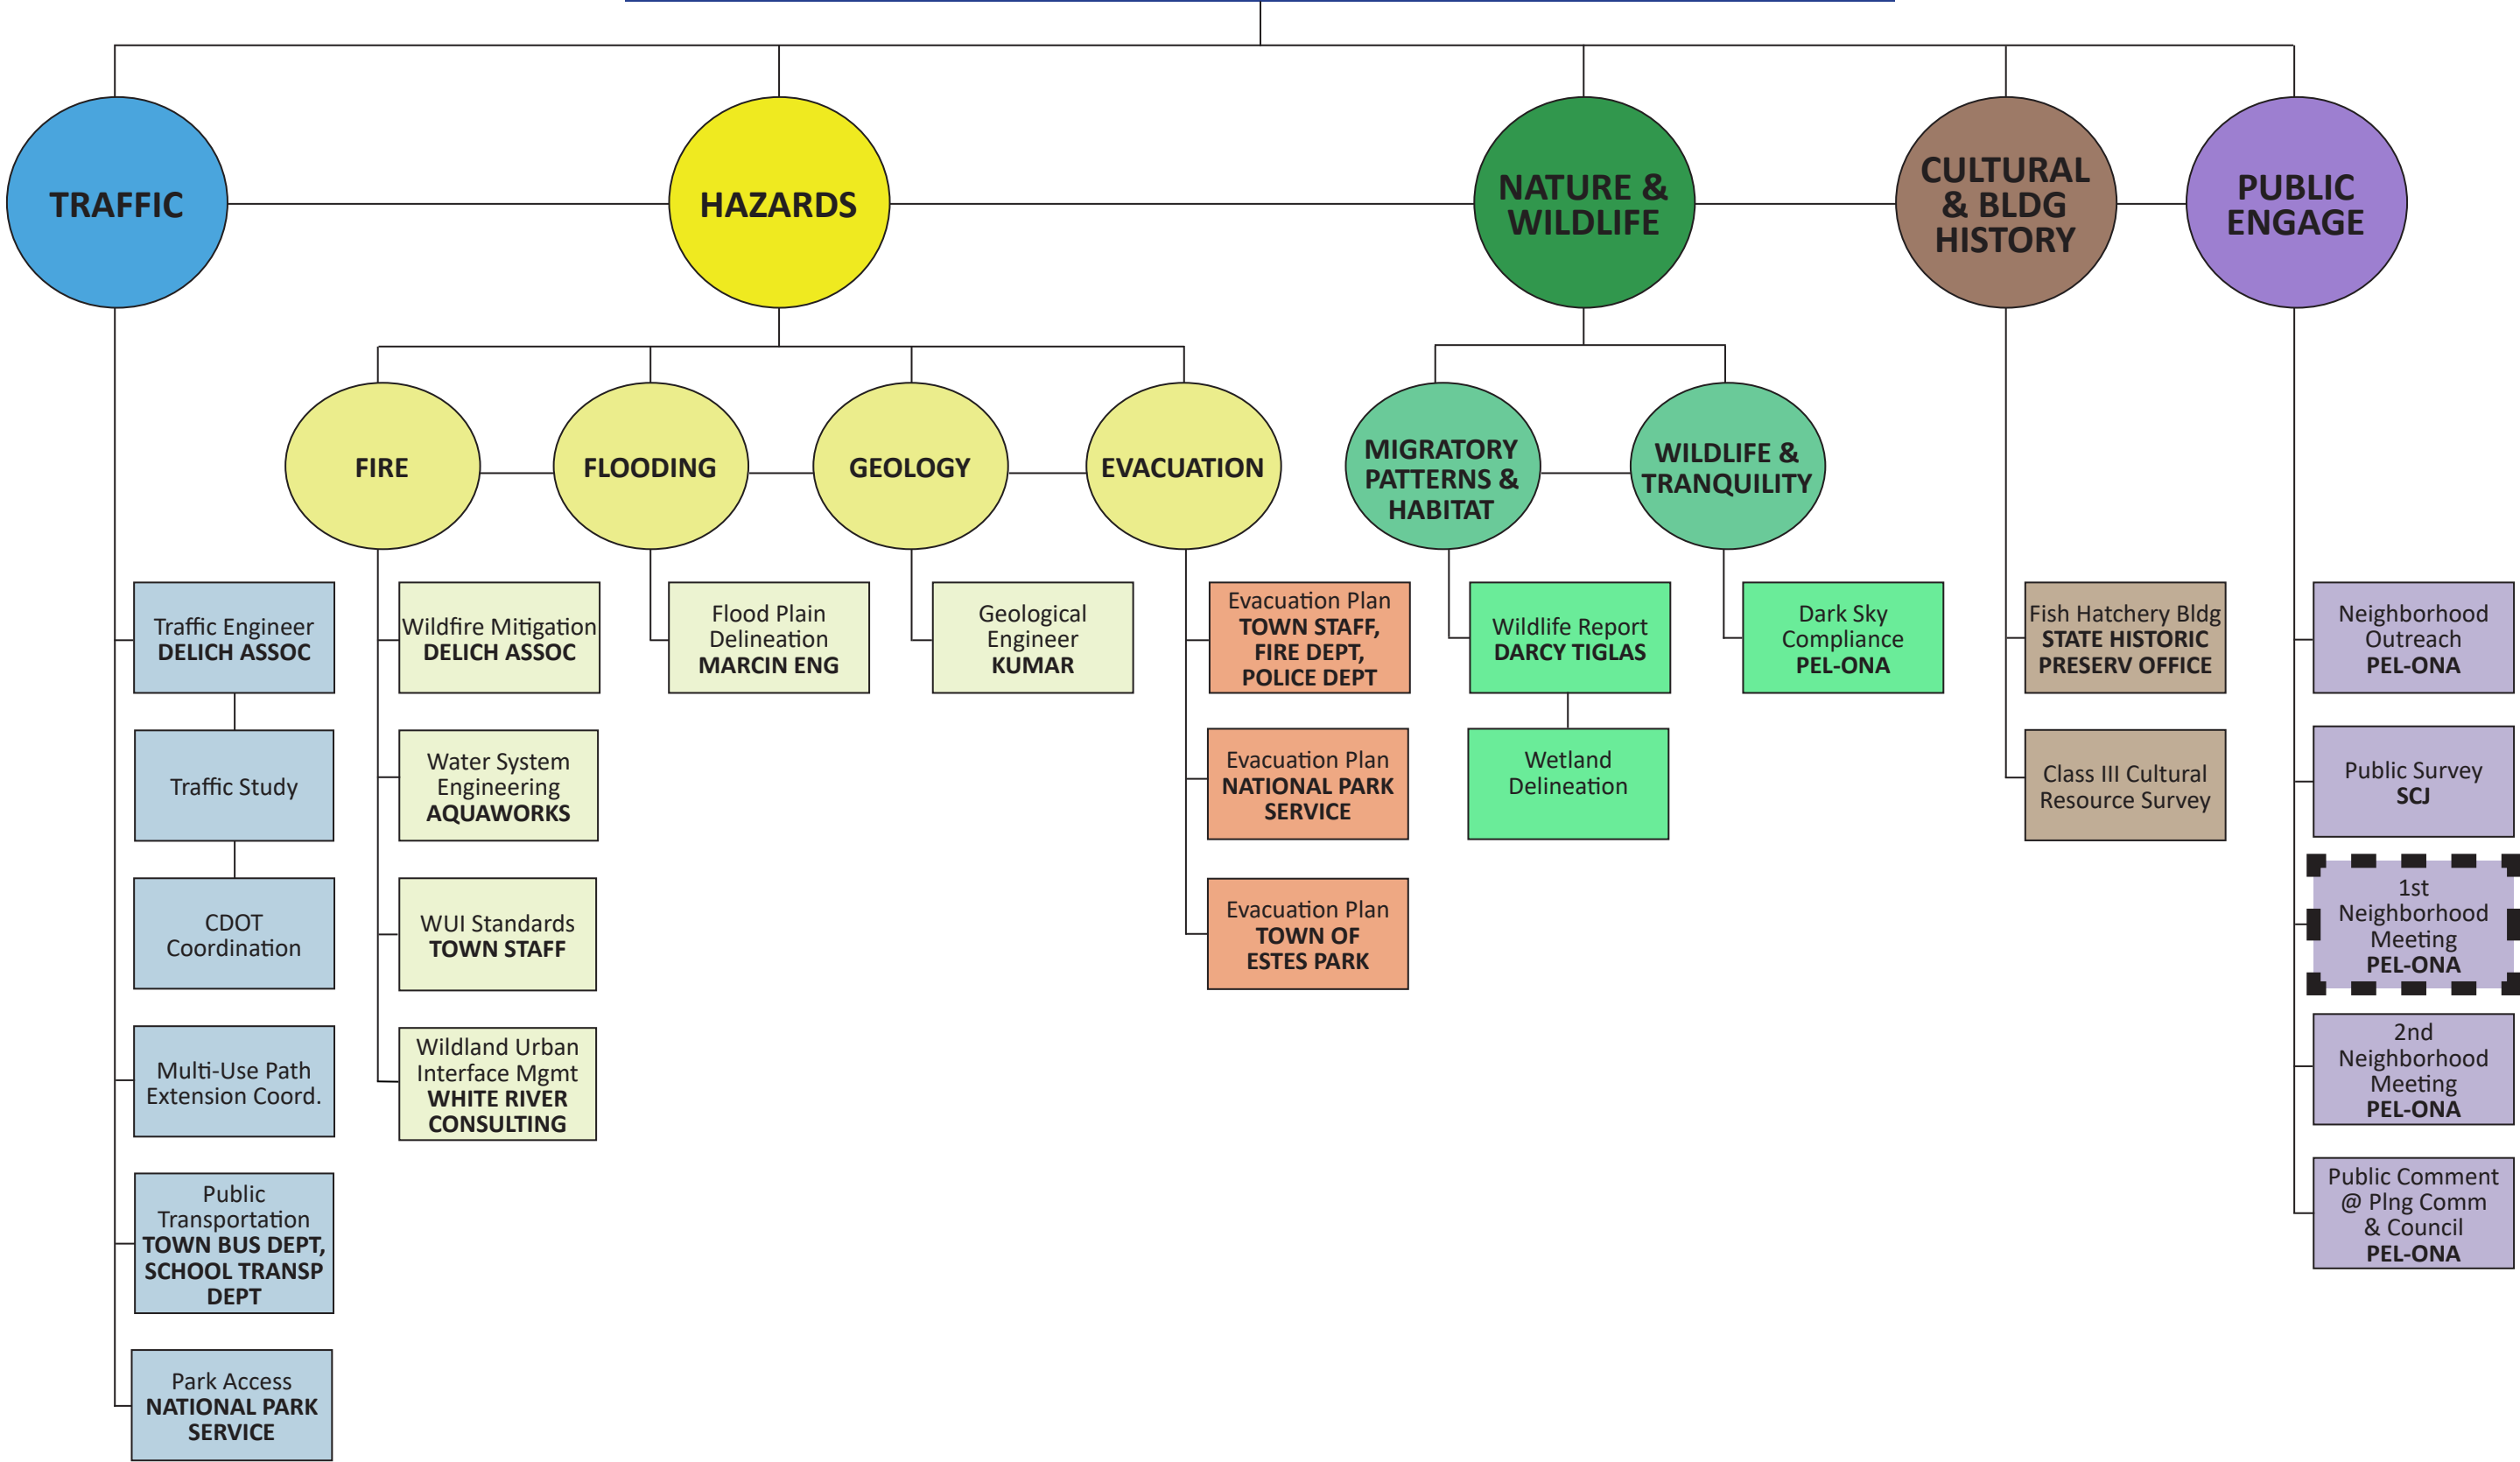 TRAFFIC
HAZARDS
NATURE &
WILDLIFE
CULTURAL
& BLDG
HISTORY
PUBLIC
ENGAGE
FIRE
FLOODING
GEOLOGY
EVACUATION
MIGRATORY
PATTERNS &
HABITAT
WILDLIFE &
TRANQUILITY
Traffic Engineer
DELICH ASSOC
Traffic Study
CDOT
Coordination
Multi-Use Path
Extension Coord.
Public
Transportation
TOWN BUS DEPT,
SCHOOL TRANSP
DEPT
Park Access
NATIONAL PARK
SERVICE
Wildfire Mitigation
DELICH ASSOC
Water System
Engineering
AQUAWORKS
WUI Standards
TOWN STAFF
Wildland Urban
Interface Mgmt
WHITE RIVER
CONSULTING
Flood Plain
Delineation
MARCIN ENG
Geological
Engineer
KUMAR
Evacuation Plan
TOWN STAFF,
FIRE DEPT,
POLICE DEPT
Evacuation Plan
NATIONAL PARK
SERVICE
Evacuation Plan
TOWN OF
ESTES PARK
Wildlife Report
DARCY TIGLAS
Wetland
Delineation
Dark Sky
Compliance
PEL-ONA
Fish Hatchery Bldg
STATE HISTORIC
PRESERV OFFICE
Class III Cultural
Resource Survey
Neighborhood
Outreach
PEL-ONA
Public Survey
SCJ
1st
Neighborhood
Meeting
PEL-ONA
2nd
Neighborhood
Meeting
PEL-ONA
Public Comment
@ Plng Comm
& Council
PEL-ONA